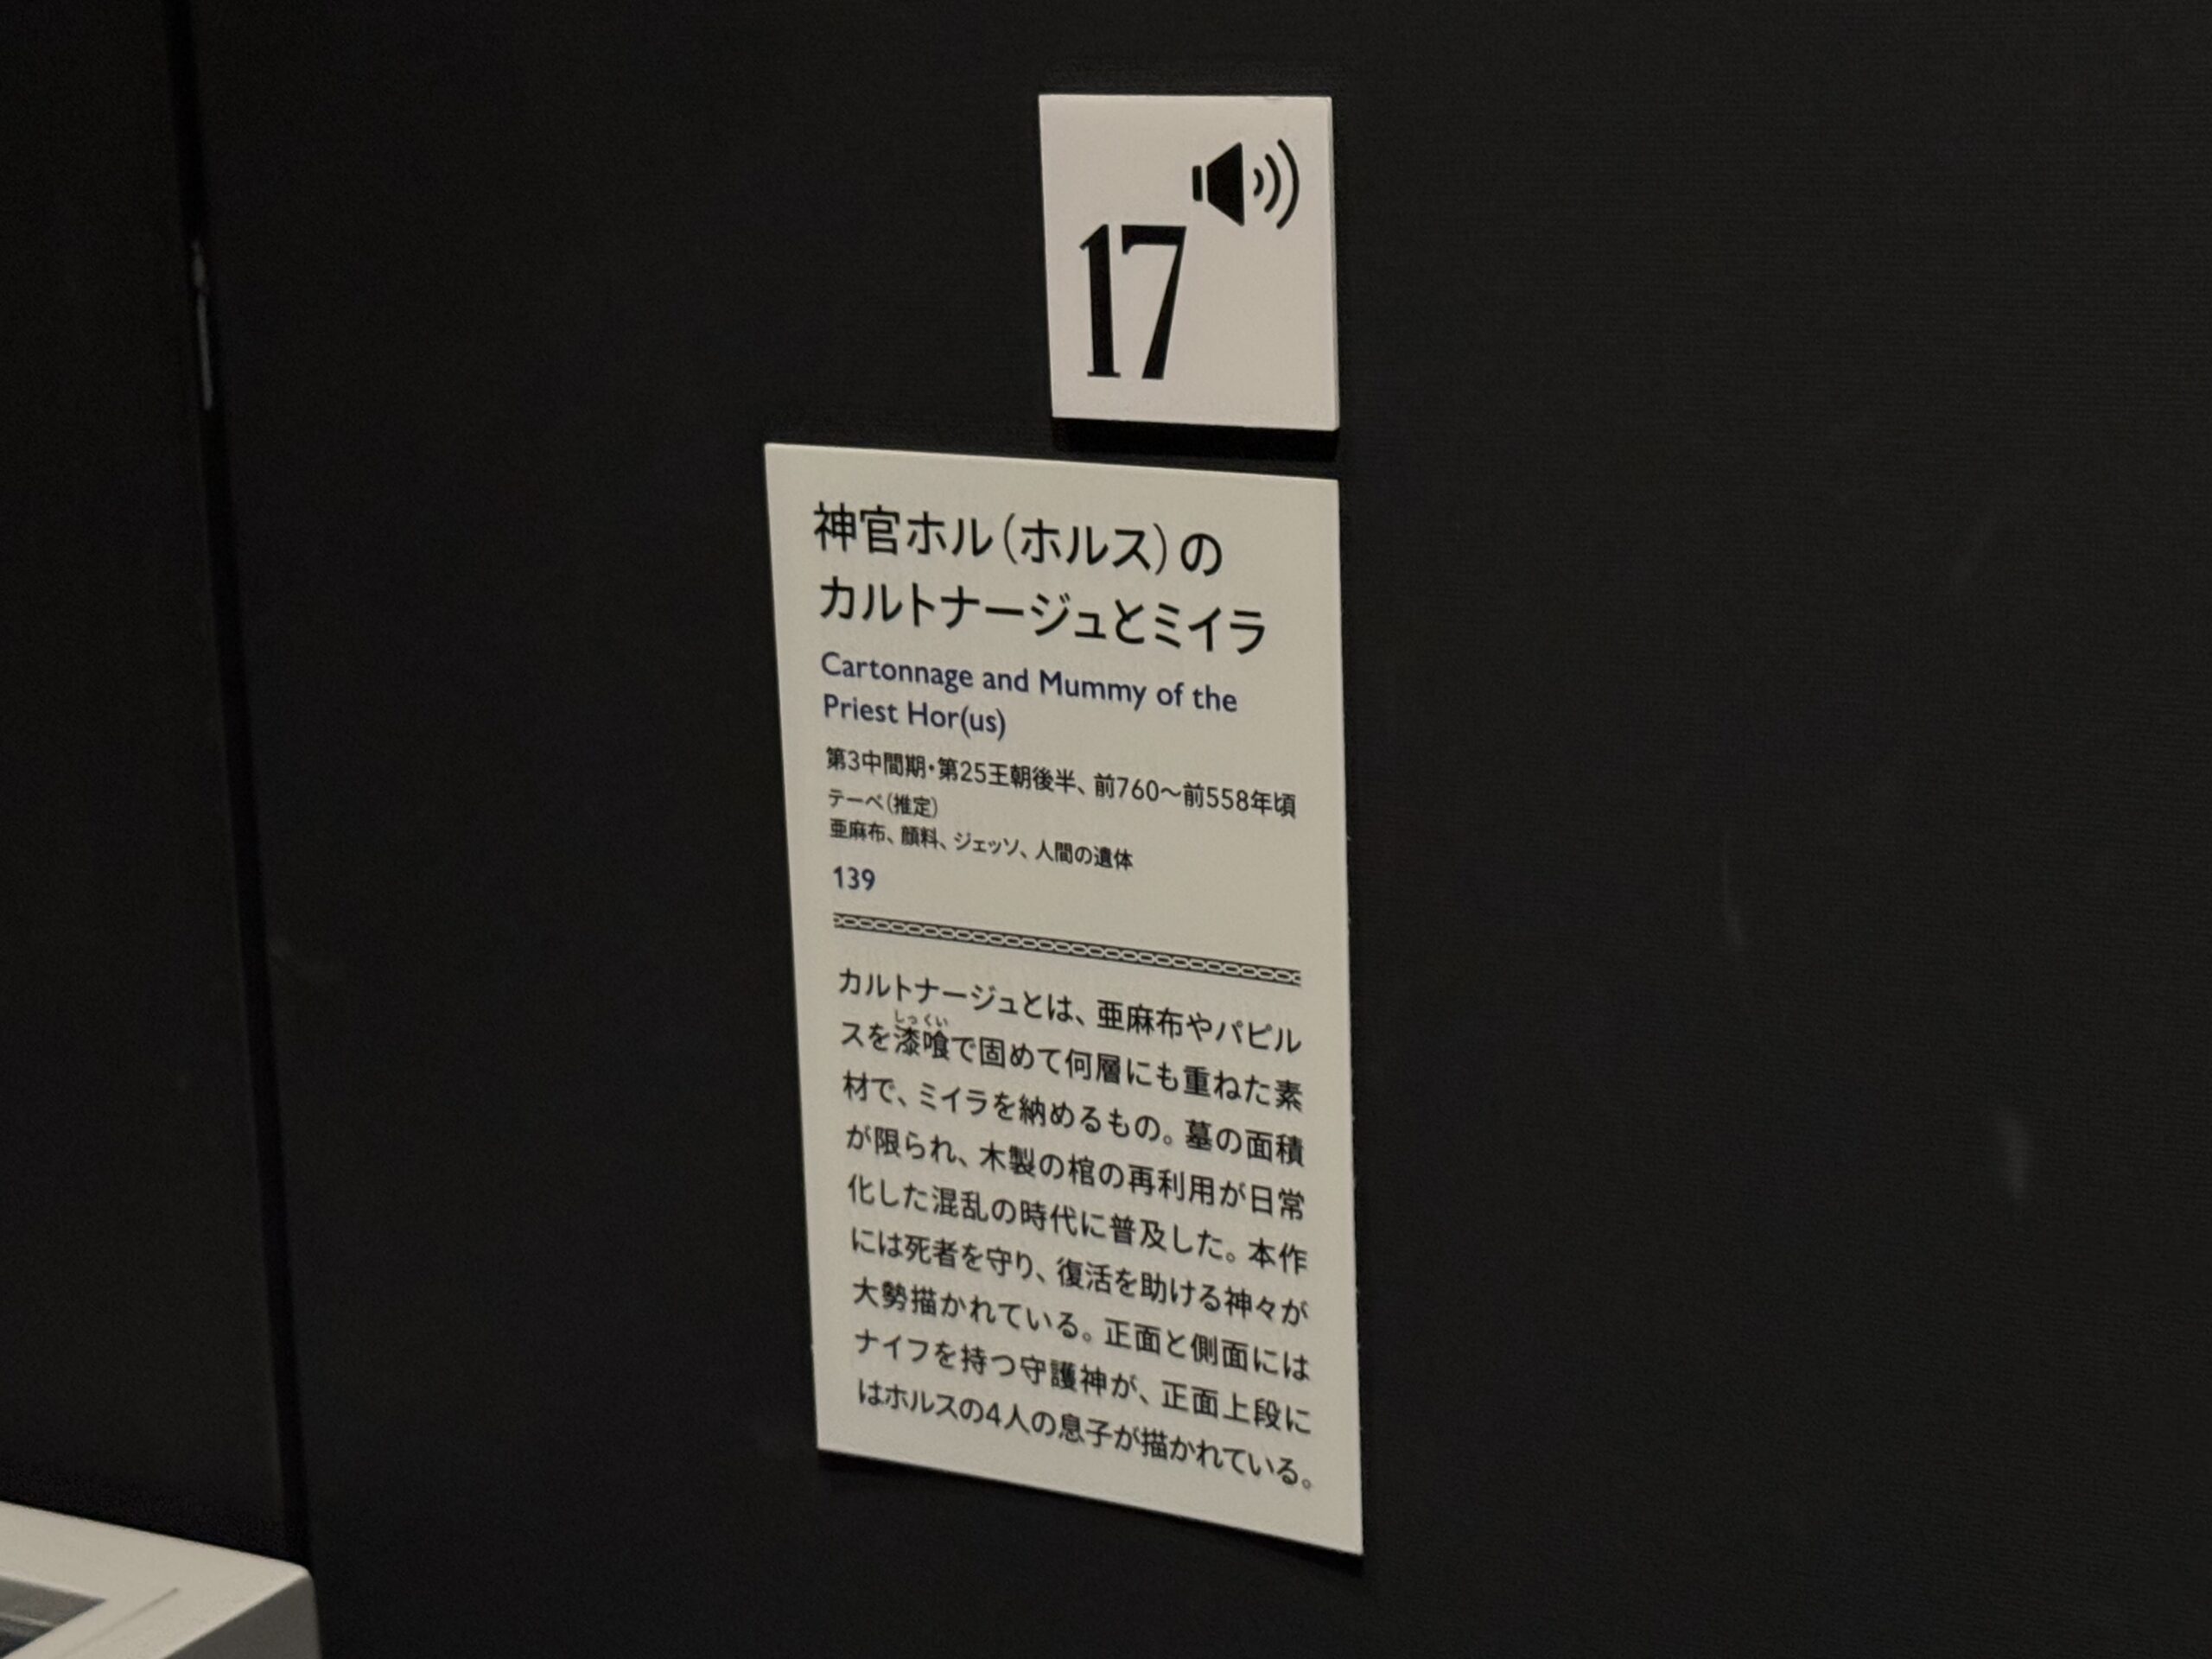 17
神官ホル（ホルス）の
カルトナージュとミイラ
Cartonnage and Mummy of the
Priest Hor(us)
第3中間期・第25王朝後半、前760〜前558年頃
テーベ（推定）
亜麻布、顔料、ジェッソ、人間の遺体
139
カルトナージュとは、亜麻布やパピル
しっくい
スを漆喰で固めて何層にも重ねた素
材で、ミイラを納めるもの。墓の面積
が限られ、木製の棺の再利用が日常
化した混乱の時代に普及した。本作
には死者を守り、復活を助ける神々が
大勢描かれている。正面と側面には
ナイフを持つ守護神が、正面上段に
はホルスの4人の息子が描かれている。